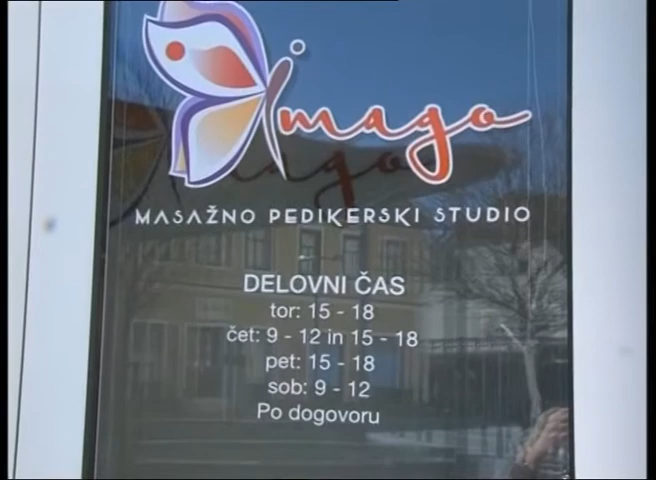 imago
MASAŽNO PEDIKERSKI STUDIO
DELOVNI ČAS
tor: 15 - 18
čet: 9 - 12 in 15 - 18
pet: 15 - 18
sob: 9 - 12
Po dogovoru